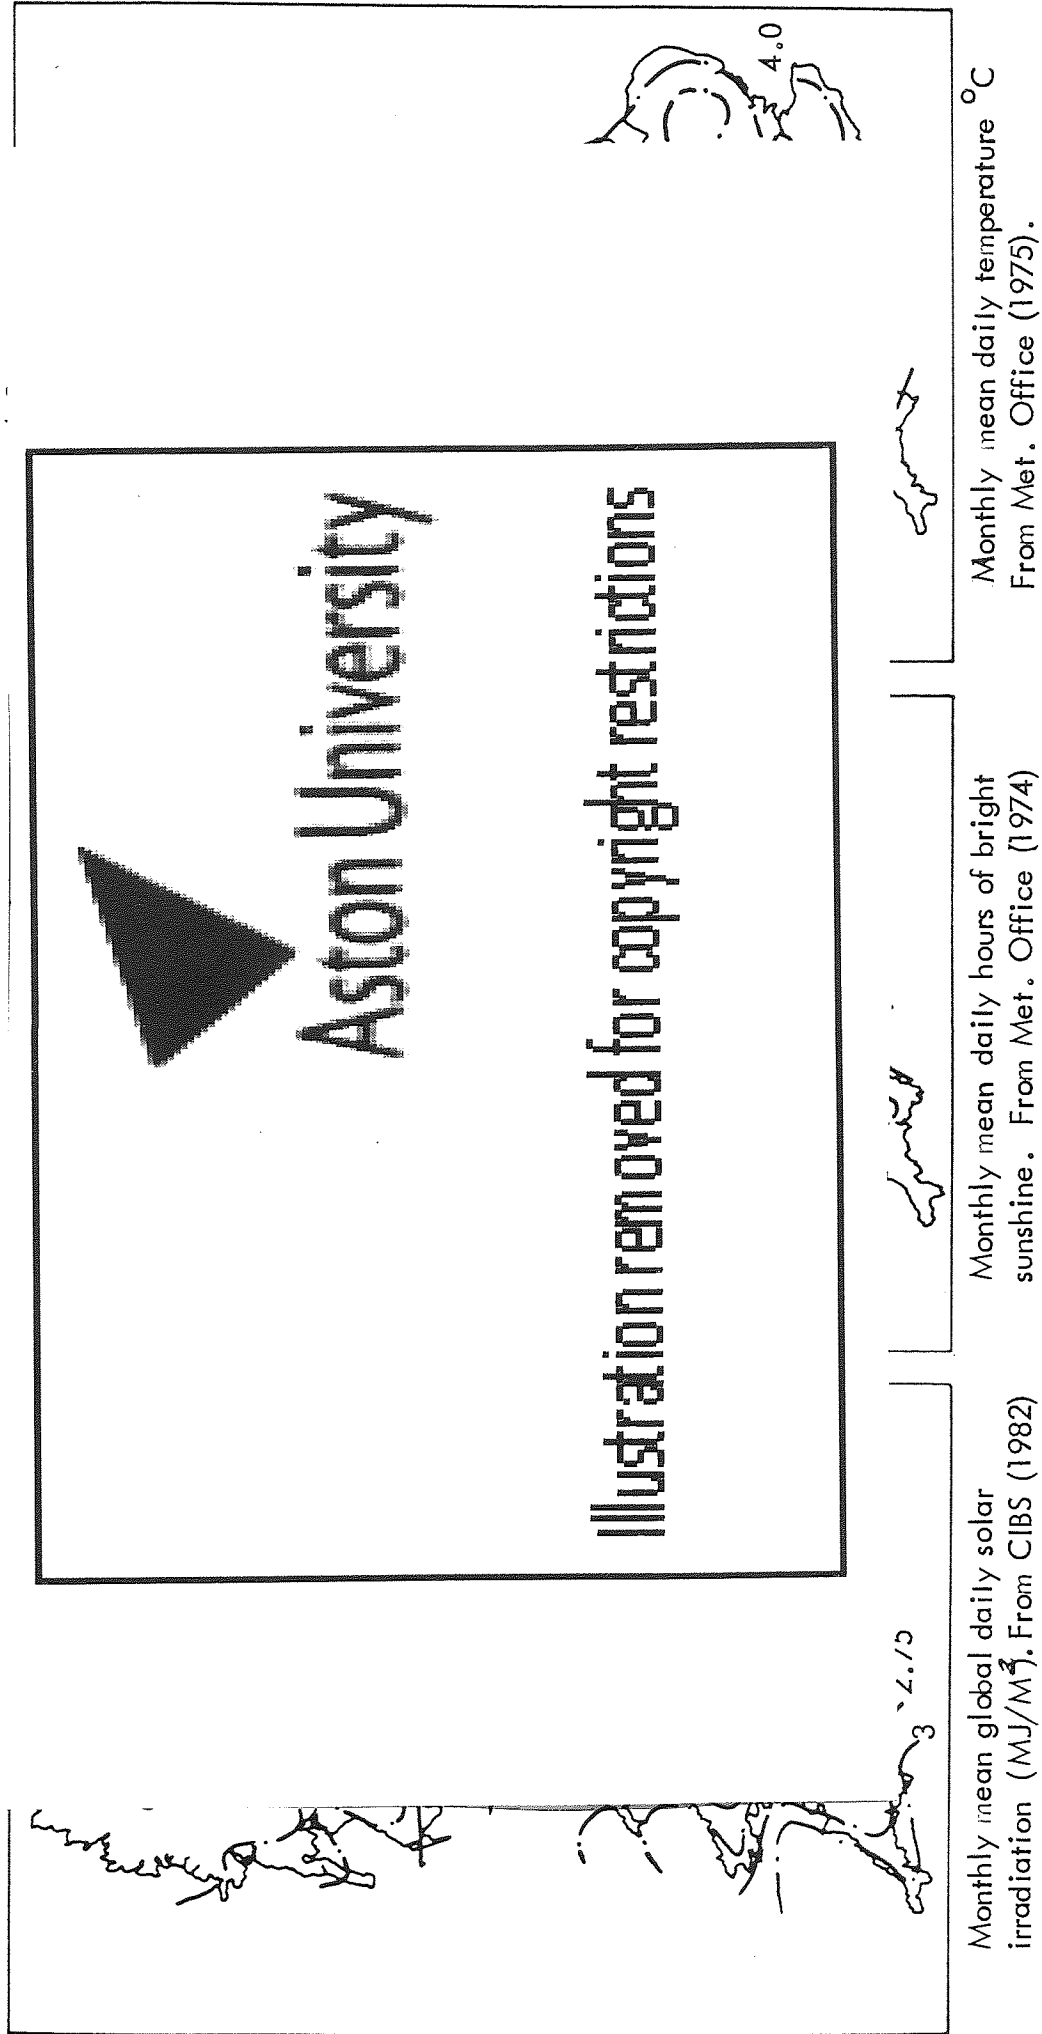 Aston University
Illustration removed for copyright restrictions
3
4.0
Monthly mean global daily solar
irradiation (MJ/M²). From CIBS (1982)
Monthly mean daily hours of bright
sunshine. From Met. Office (1974)
Monthly mean daily temperature °C
From Met. Office (1975).